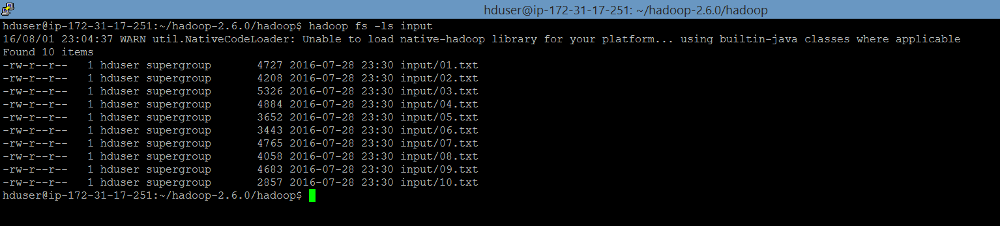 hduser@ip-172-31-17-251: ~/hadoop-2.6.0/hadoop
hduser@ip-172-31-17-251:~/hadoop-2.6.0/hadoop$ hadoop fs -ls input
16/08/01 23:04:37 WARN util.NativeCodeLoader: Unable to load native-hadoop library for your platform... using builtin-java classes where applicable
Found 10 items
-rw-r--r--   1 hduser supergroup       4727 2016-07-28 23:30 input/01.txt
-rw-r--r--   1 hduser supergroup       4208 2016-07-28 23:30 input/02.txt
-rw-r--r--   1 hduser supergroup       5326 2016-07-28 23:30 input/03.txt
-rw-r--r--   1 hduser supergroup       4884 2016-07-28 23:30 input/04.txt
-rw-r--r--   1 hduser supergroup       3652 2016-07-28 23:30 input/05.txt
-rw-r--r--   1 hduser supergroup       3443 2016-07-28 23:30 input/06.txt
-rw-r--r--   1 hduser supergroup       4765 2016-07-28 23:30 input/07.txt
-rw-r--r--   1 hduser supergroup       4058 2016-07-28 23:30 input/08.txt
-rw-r--r--   1 hduser supergroup       4683 2016-07-28 23:30 input/09.txt
-rw-r--r--   1 hduser supergroup       2857 2016-07-28 23:30 input/10.txt
hduser@ip-172-31-17-251:~/hadoop-2.6.0/hadoop$